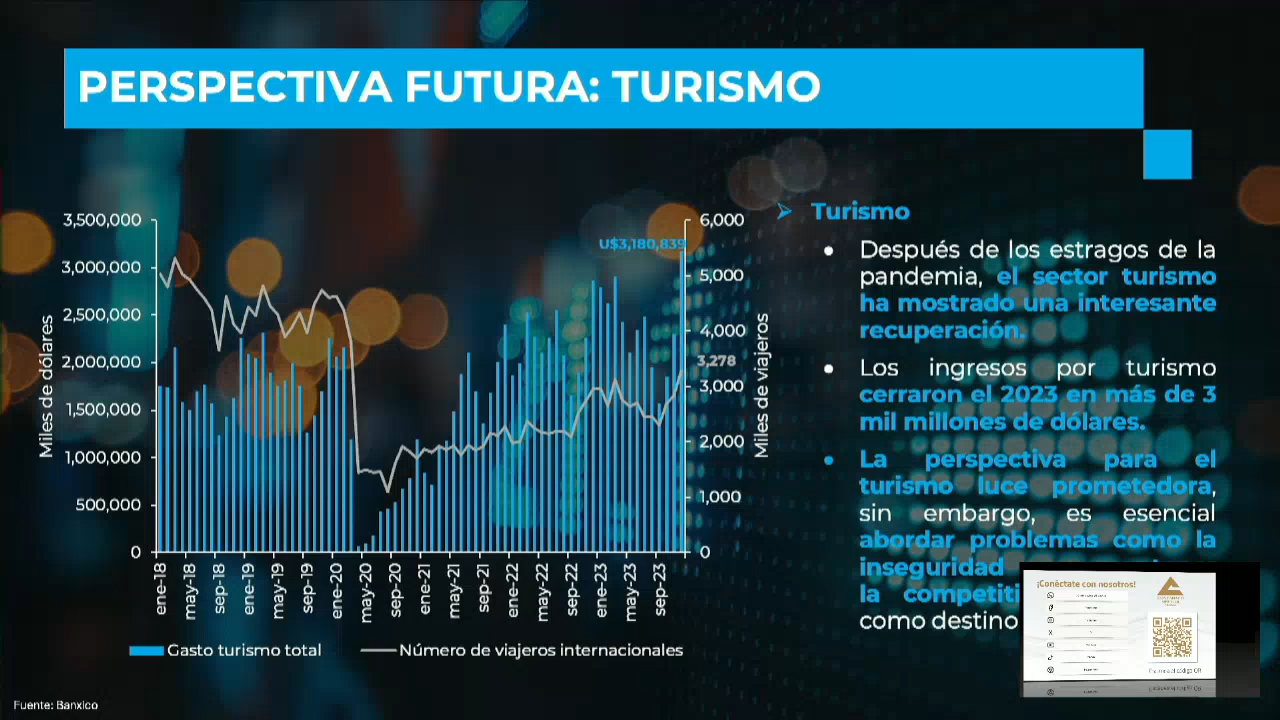 PERSPECTIVA FUTURA: TURISMO
Miles de dólares
3,500,000
3,000,000
2,500,000
2,000,000
1,500,000
1,000,000
500,000
0
U$3,180,839
6,000
5,000
4,000
3,278
3,000
2,000
1,000
0
Miles de viajeros
ene-18
may-18
sep-18
ene-19
may-19
sep-19
ene-20
may-20
sep-20
ene-21
may-21
sep-21
ene-22
may-22
sep-22
ene-23
may-23
sep-23
Gasto turismo total
Número de viajeros internacionales
Turismo
Después de los estragos de la
pandemia, el sector turismo
ha mostrado una interesante
recuperación.
Los ingresos por turismo
cerraron el 2023 en más de 3
mil millones de dólares.
La perspectiva para el
turismo luce prometedora,
sin embargo, es esencial
abordar problemas como la
inseguridad
la competiti
como destino
¡Conéctate con nosotros!
Fuente: Banxico